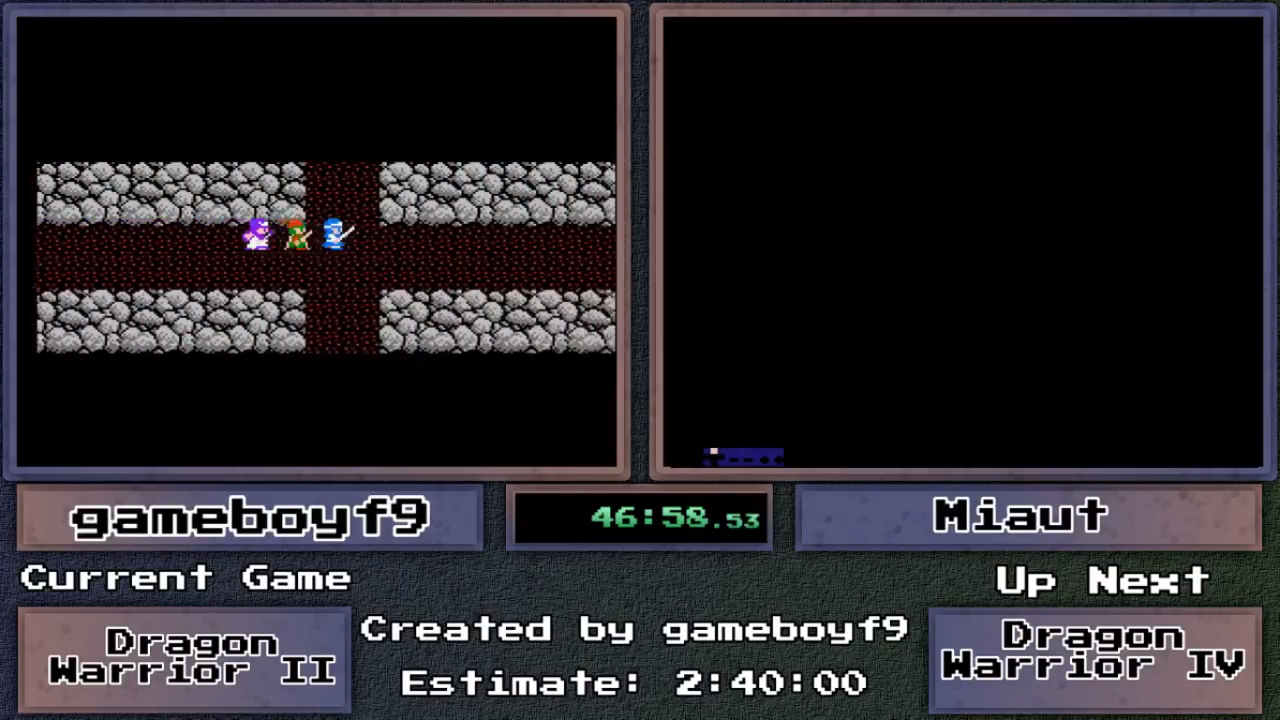 gameboyf9
46:58.53
Miaut
Current Game
Up Next
Dragon
Warrior II
Created by gameboyf9
Estimate: 2:40:00
Dragon
Warrior IV